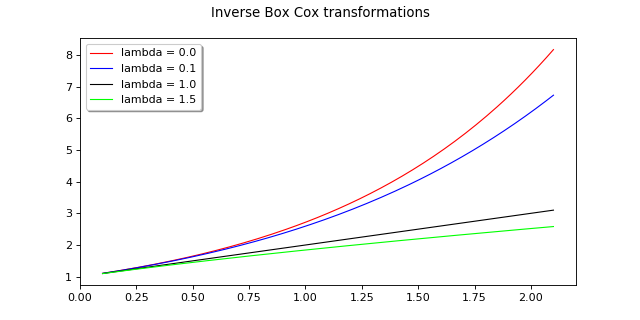 Inverse Box Cox transformations
lambda = 0.0
lambda = 0.1
lambda = 1.0
lambda = 1.5
8
7
6
5
4
3
2
1
0.00 0.25 0.50 0.75 1.00 1.25 1.50 1.75 2.00